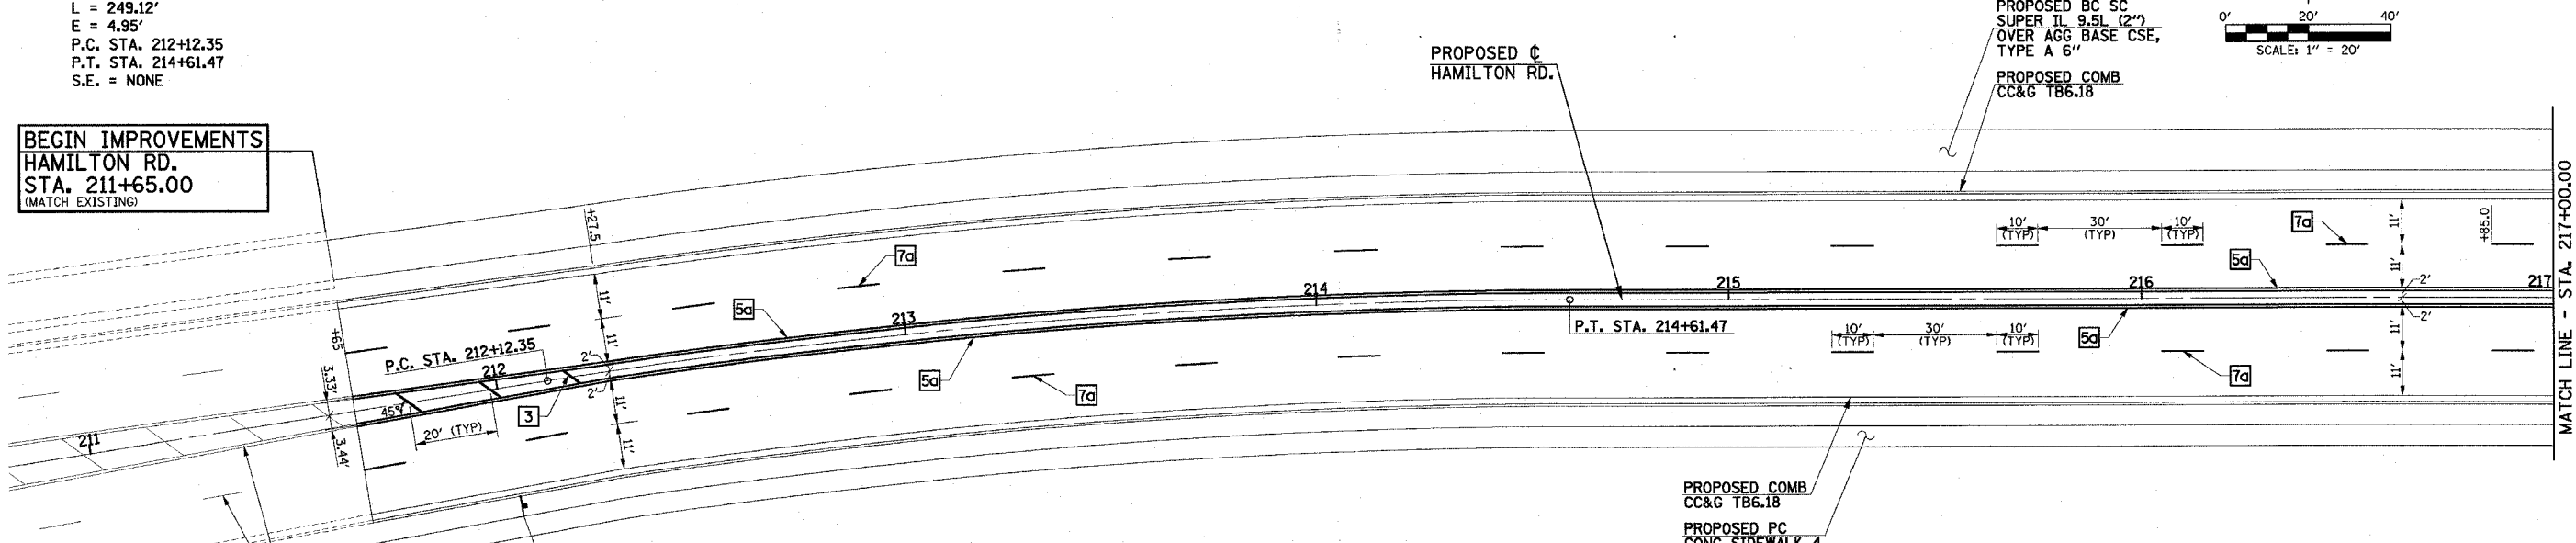 L = 249.12'
E = 4.95'
P.C. STA. 212+12.35
P.T. STA. 214+61.47
S.E. = NONE
BEGIN IMPROVEMENTS
HAMILTON RD.
STA. 211+65.00
(MATCH EXISTING)
PROPOSED ℄
HAMILTON RD.
PROPOSED BC SC
SUPER IL 9.5L (2")
OVER AGG BASE CSE,
TYPE A 6"
PROPOSED COMB
CC&G TB6.18
0' 20' 40'
SCALE: 1" = 20'
+27.5
7a
10'
(TYP)
30'
(TYP)
10'
(TYP)
7a
11'
+85.0
11'
5a
11'
11'
5a
213
214
215
216
217
2'
2'
+65
P.C. STA. 212+12.35
212
2'
2'
P.T. STA. 214+61.47
10'
(TYP)
30'
(TYP)
10'
(TYP)
5a
11'
11'
7a
3.33'
45°
3
5a
7a
11'
11'
20' (TYP)
211
3.44'
PROPOSED COMB
CC&G TB6.18
PROPOSED PC
CONC SIDEWALK 4
MATCH LINE - STA. 217+00.00